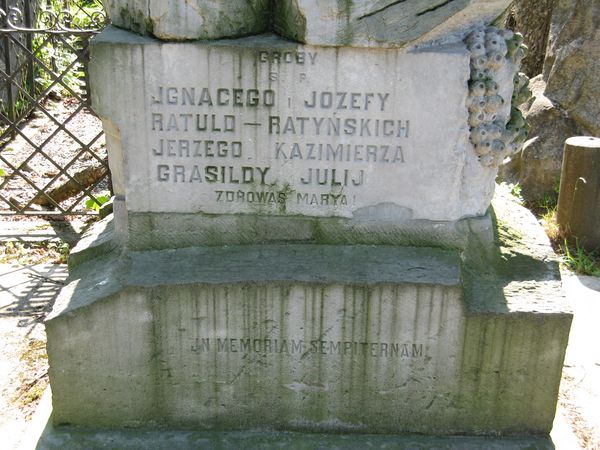 GROBY
Ś. P.
JGNACEGO I JOZEFY
RATULD-RATYŃSKICH
JERZEGO KAZIMIERZA
GRASILDY JULIJ
ZDROWAŚ MARYA!
JN MEMORIAM SEMPITERNAM